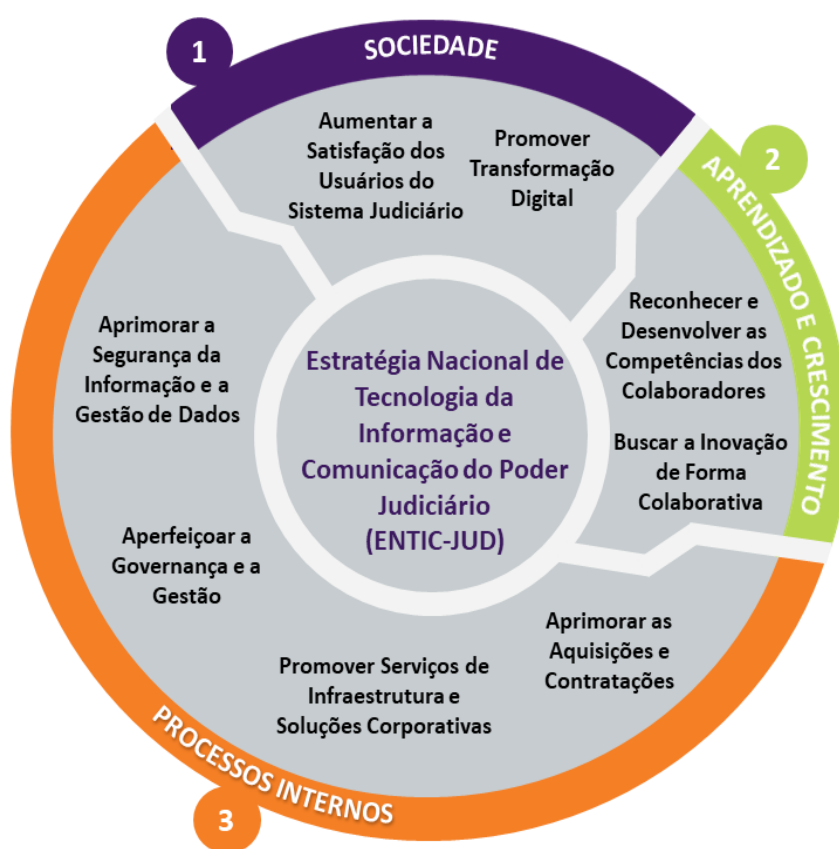 1
SOCIEDADE
Aumentar a
Satisfação dos
Usuários do
Sistema Judiciário
Promover
Transformação
Digital
2
APRENDIZADO E CRESCIMENTO
Reconhecer e
Desenvolver as
Competências dos
Colaboradores
Buscar a Inovação
de Forma
Colaborativa
Estratégia Nacional de
Tecnologia da
Informação e
Comunicação do Poder
Judiciário
(ENTIC-JUD)
Aprimorar a
Segurança da
Informação e a
Gestão de Dados
Aperfeiçoar a
Governança e a
Gestão
Promover Serviços de
Infraestrutura e
Soluções Corporativas
Aprimorar as
Aquisições e
Contratações
PROCESSOS INTERNOS
3